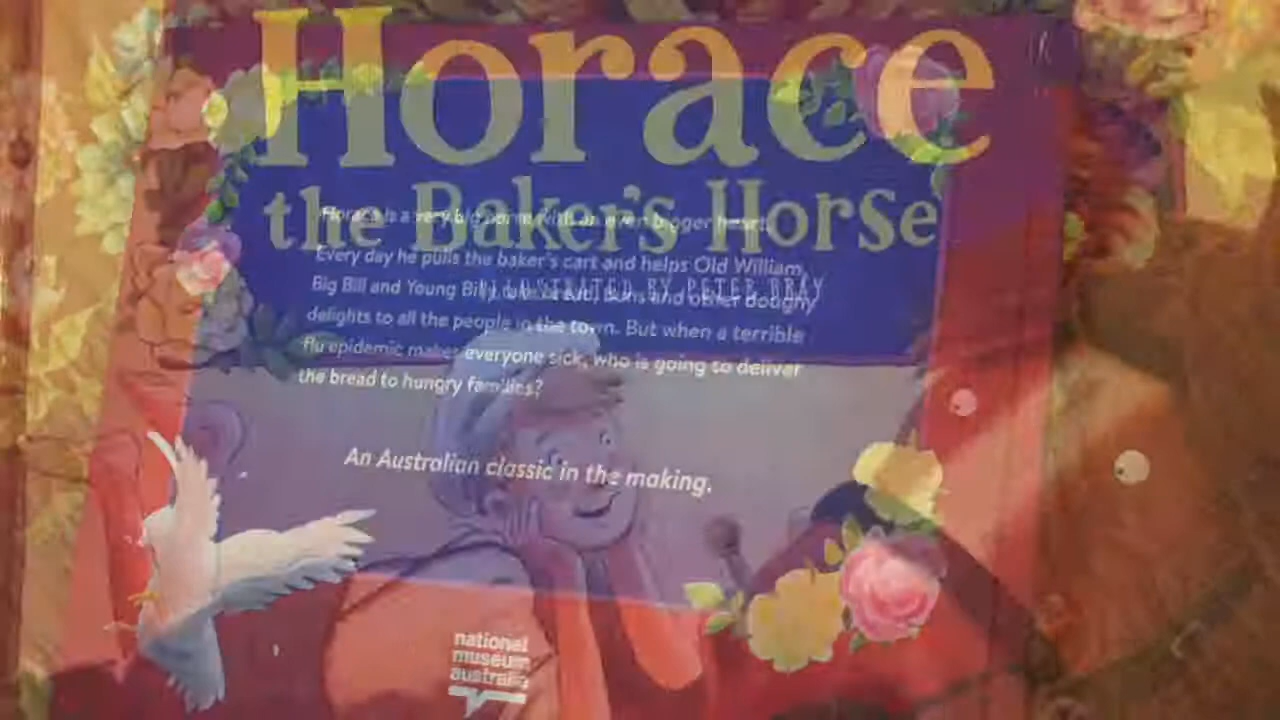 Horace
the Baker's Horse
Horace is a very big horse with an even bigger heart.
Every day he pulls the baker's cart and helps Old William,
ILLUSTRATED BY PETER BRAY
Big Bill and Young Billy take bread, buns and other doughy
delights to all the people in the town. But when a terrible
flu epidemic makes everyone sick, who is going to deliver
the bread to hungry families?
An Australian classic in the making.
national
museum
australia